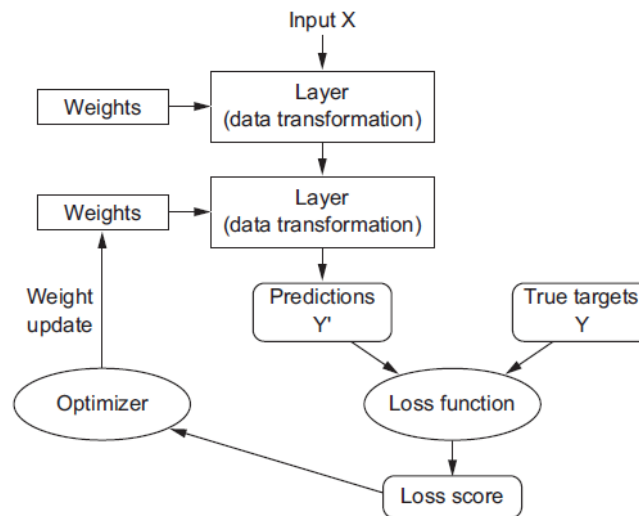 Input X
Weights
Layer
(data transformation)
Weights
Layer
(data transformation)
Weight
update
Predictions
Y'
True targets
Y
Optimizer
Loss function
Loss score